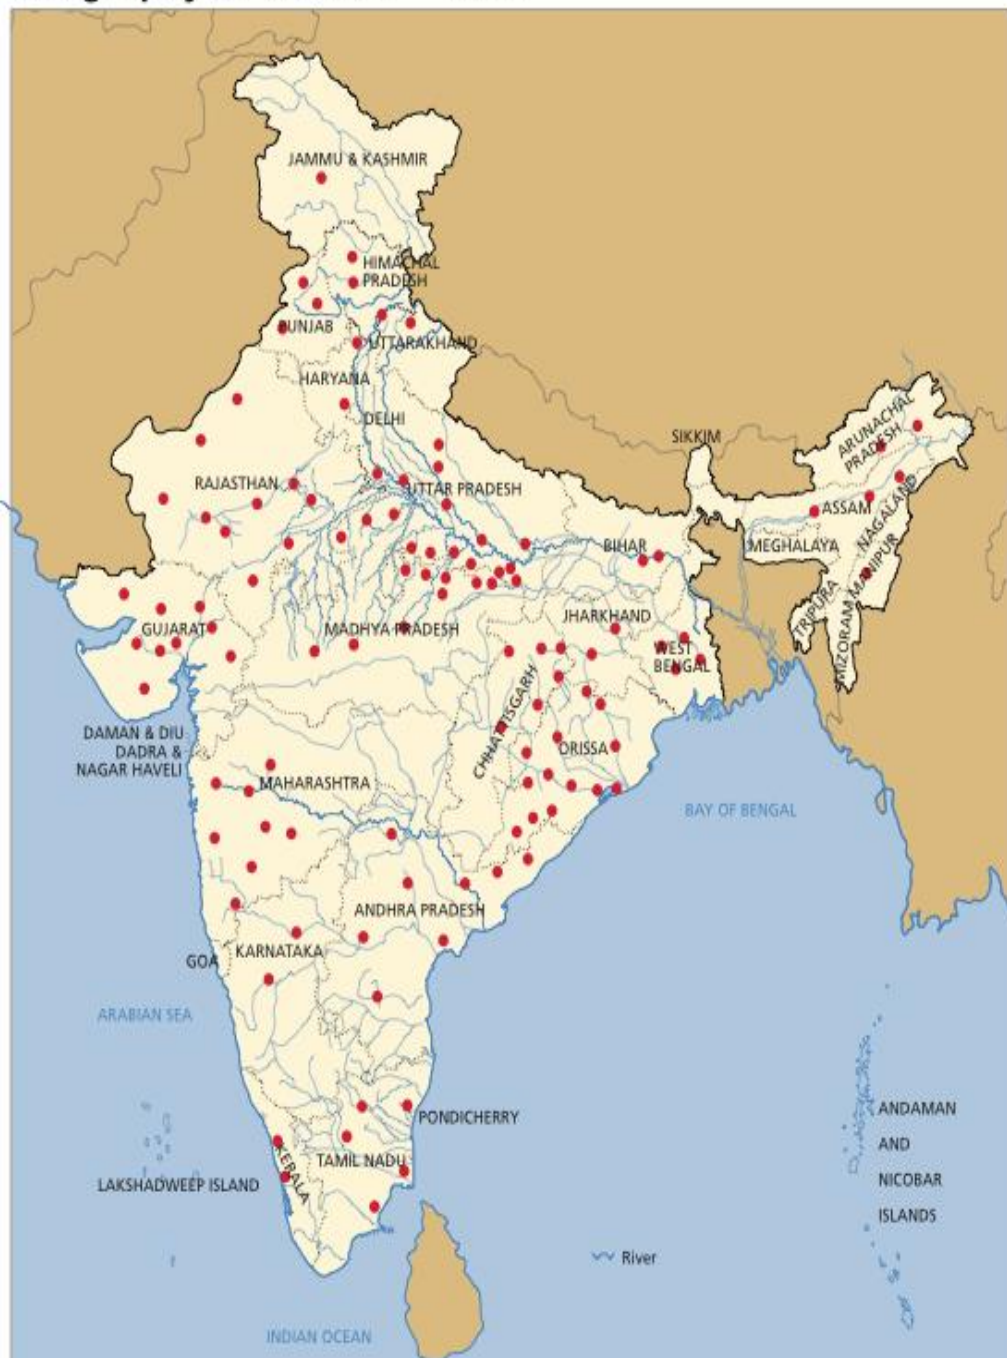 JAMMU & KASHMIR
HIMACHAL
PRADESH
PUNJAB
UTTARAKHAND
HARYANA
DELHI
SIKKIM
ARUNACHAL
PRADESH
RAJASTHAN
UTTAR PRADESH
ASSAM
NAGALAND
BIHAR
MEGHALAYA
MANIPUR
TRIPURA
MIZORAM
JHARKHAND
GUJARAT
MADHYA PRADESH
WEST
BENGAL
CHHATTISGARH
DAMAN & DIU
DADRA &
NAGAR HAVELI
ORISSA
MAHARASHTRA
BAY OF BENGAL
ANDHRA PRADESH
KARNATAKA
GOA
ARABIAN SEA
PONDICHERRY
ANDAMAN
AND
NICOBAR
ISLANDS
TAMIL NADU
KERALA
LAKSHADWEEP ISLAND
River
INDIAN OCEAN